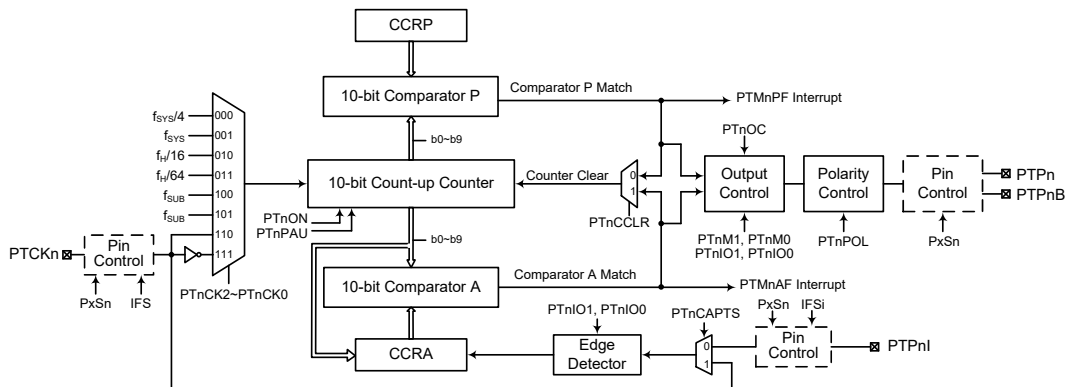 CCRP
10-bit Comparator P
Comparator P Match
PTMnPF Interrupt
b0~b9
fSYS/4
000
fSYS
001
fH/16
010
fH/64
011
fSUB
100
fSUB
101
110
111
10-bit Count-up Counter
Counter Clear
0
1
PTnCCLR
PTnOC
Output
Control
Polarity
Control
Pin
Control
PTPn
PTPnB
PTnON
PTnPAU
b0~b9
PTnM1, PTnM0
PTnIO1, PTnIO0
PTnPOL
PxSn
PTCKn
Pin
Control
PxSn
IFS
PTnCK2~PTnCK0
10-bit Comparator A
Comparator A Match
PTMnAF Interrupt
PTnIO1, PTnIO0
PTnCAPTS
PxSn
IFSi
CCRA
Edge
Detector
0
1
Pin
Control
PTPnI